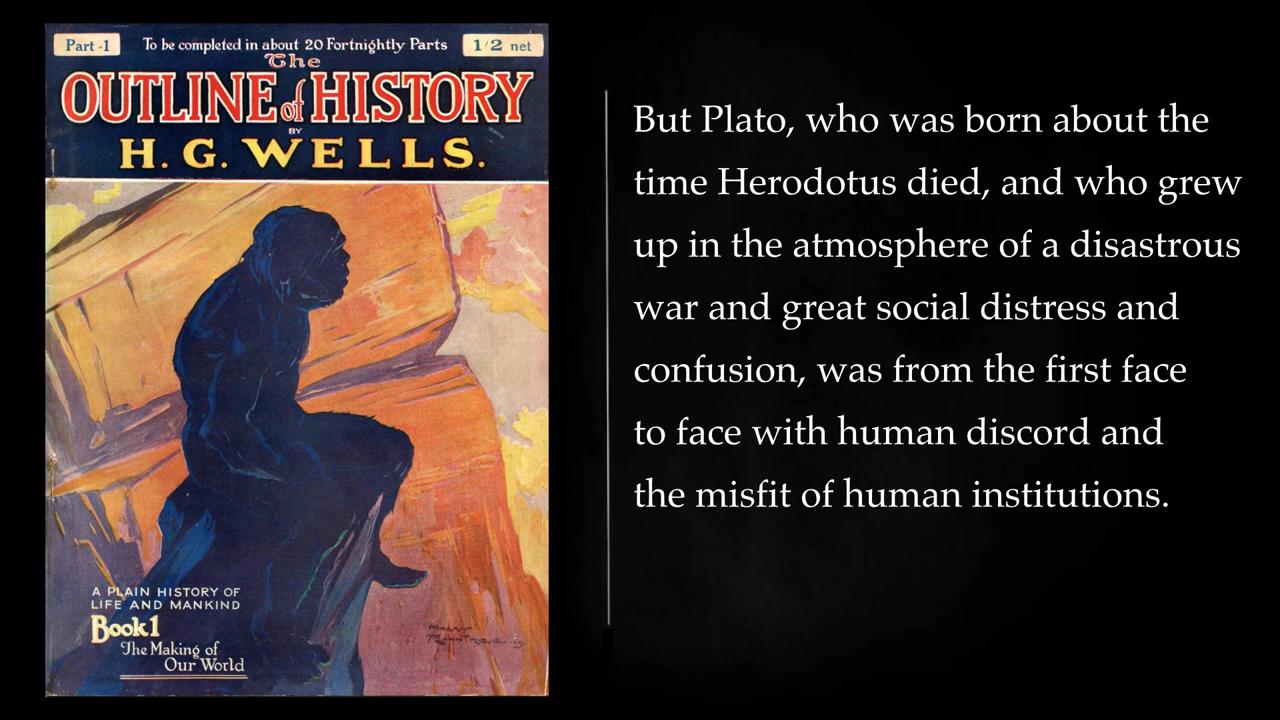 Part -1
To be completed in about 20 Fortnightly Parts
1/2 net
The
OUTLINE of HISTORY
BY
H. G. WELLS.
A PLAIN HISTORY OF
LIFE AND MANKIND
Book 1
The Making of
Our World
But Plato, who was born about the
time Herodotus died, and who grew
up in the atmosphere of a disastrous
war and great social distress and
confusion, was from the first face
to face with human discord and
the misfit of human institutions.